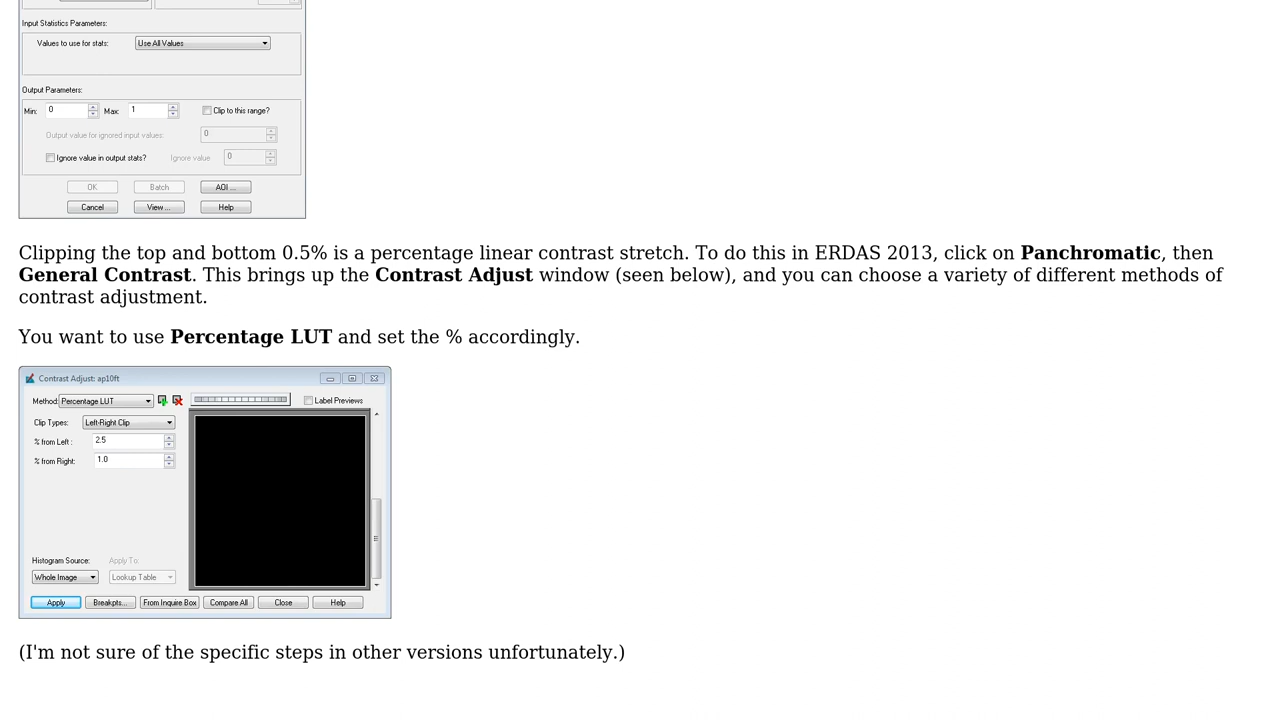 Input Statistics Parameters:
Values to use for stats: Use All Values
Output Parameters:
Min: 0 Max: 1 Clip to this range?
Output value for ignored input values: 0
Ignore value in output stats? Ignore value 0
OK Batch AOI ...
Cancel View ... Help
Clipping the top and bottom 0.5% is a percentage linear contrast stretch. To do this in ERDAS 2013, click on Panchromatic, then
General Contrast. This brings up the Contrast Adjust window (seen below), and you can choose a variety of different methods of
contrast adjustment.
You want to use Percentage LUT and set the % accordingly.
Contrast Adjust: ap10ft
Method: Percentage LUT Label Previews
Clip Types: Left-Right Clip
% from Left : 2.5
% from Right: 1.0
Histogram Source: Apply To:
Whole Image Lookup Table
Apply Breakpts... From Inquire Box Compare All Close Help
(I'm not sure of the specific steps in other versions unfortunately.)